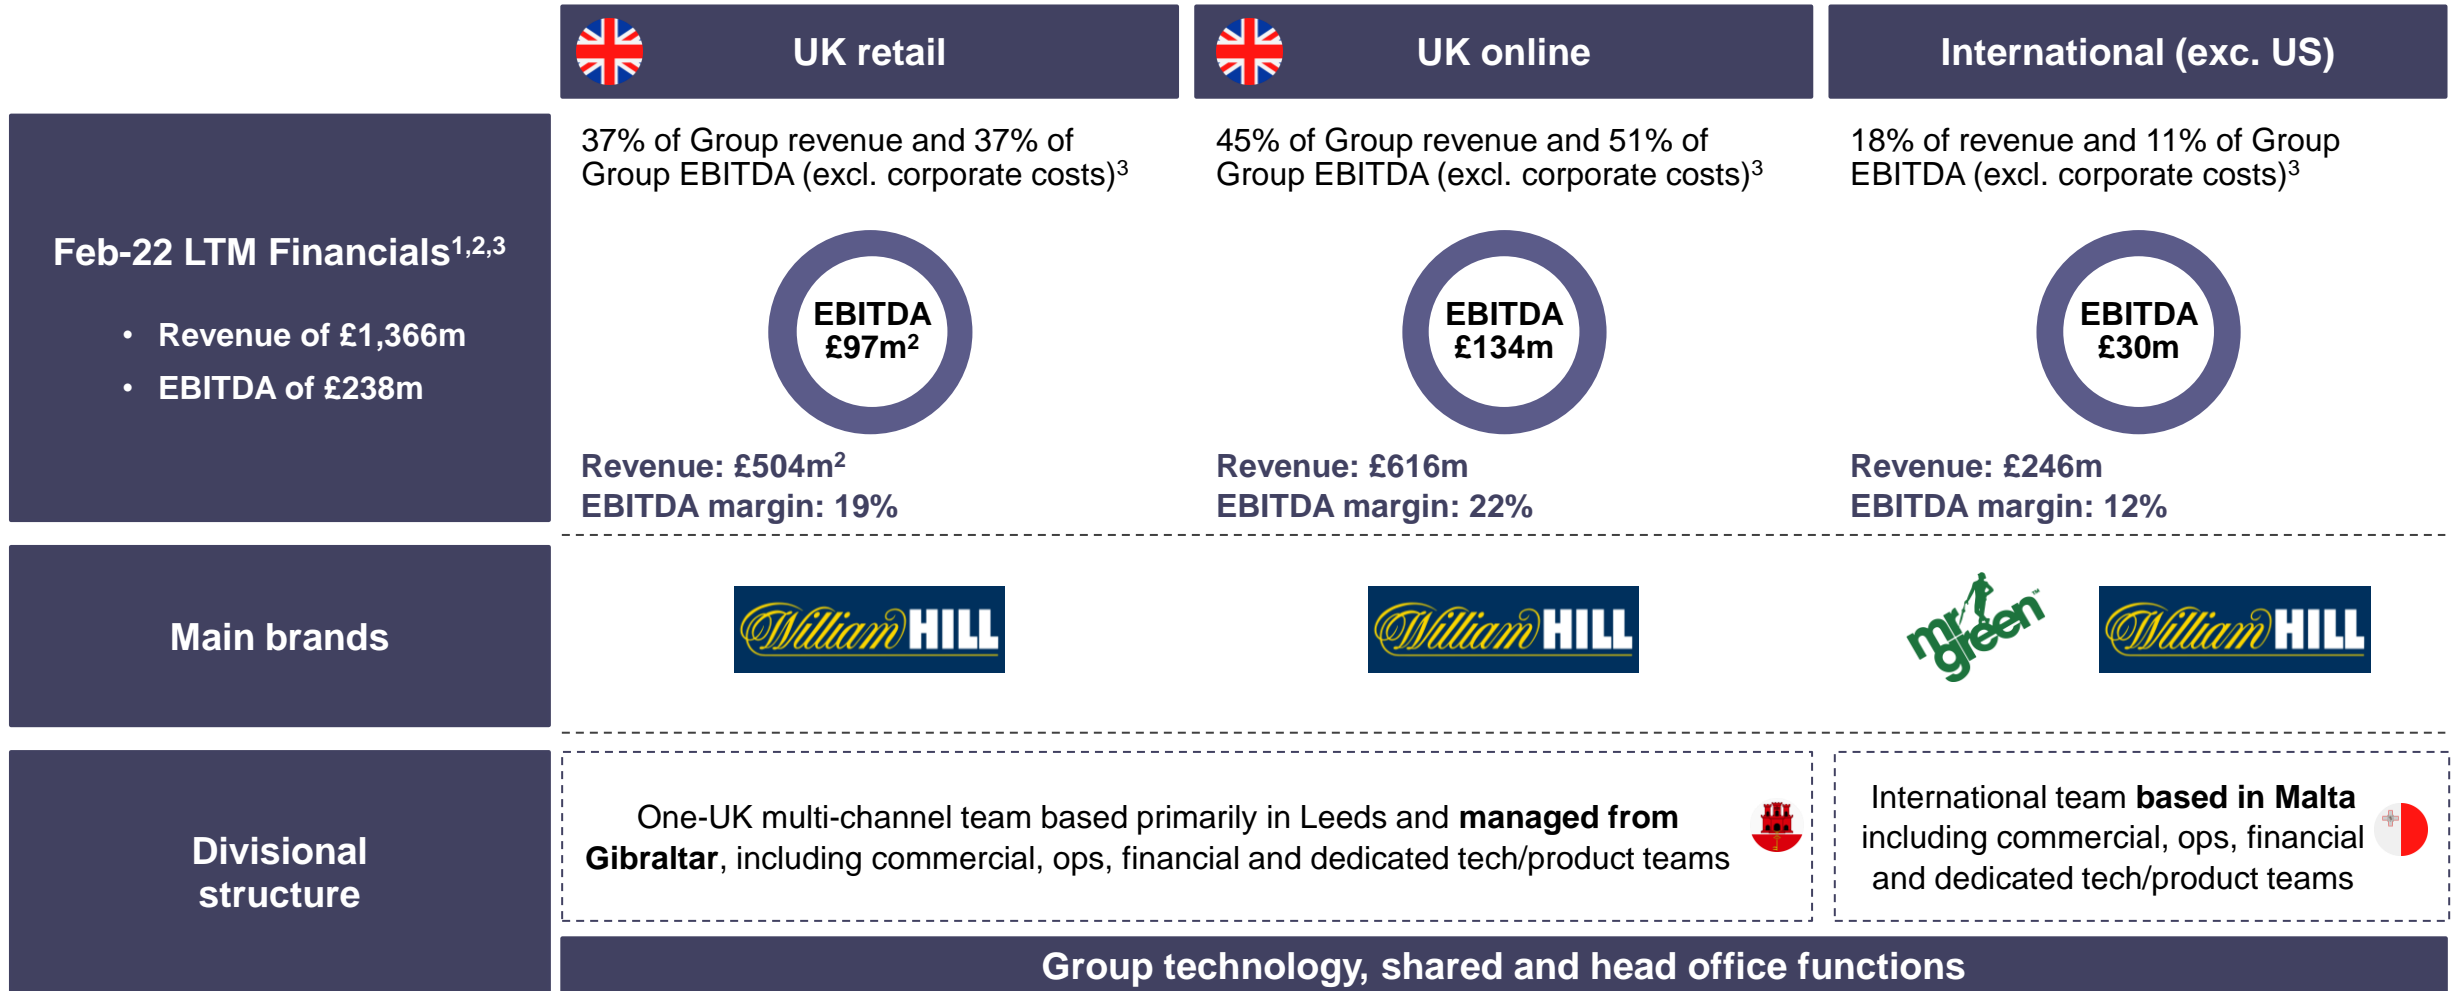 UK retail
UK online
International (exc. US)
Feb-22 LTM Financials1,2,3
• Revenue of £1,366m
• EBITDA of £238m
37% of Group revenue and 37% of
Group EBITDA (excl. corporate costs)3
EBITDA
£97m2
Revenue: £504m2
EBITDA margin: 19%
45% of Group revenue and 51% of
Group EBITDA (excl. corporate costs)3
EBITDA
£134m
Revenue: £616m
EBITDA margin: 22%
18% of revenue and 11% of Group
EBITDA (excl. corporate costs)3
EBITDA
£30m
Revenue: £246m
EBITDA margin: 12%
Main brands
William HILL
William HILL
mr
green™
William HILL
Divisional
structure
One-UK multi-channel team based primarily in Leeds and managed from
Gibraltar, including commercial, ops, financial and dedicated tech/product teams
International team based in Malta
including commercial, ops, financial
and dedicated tech/product teams
Group technology, shared and head office functions